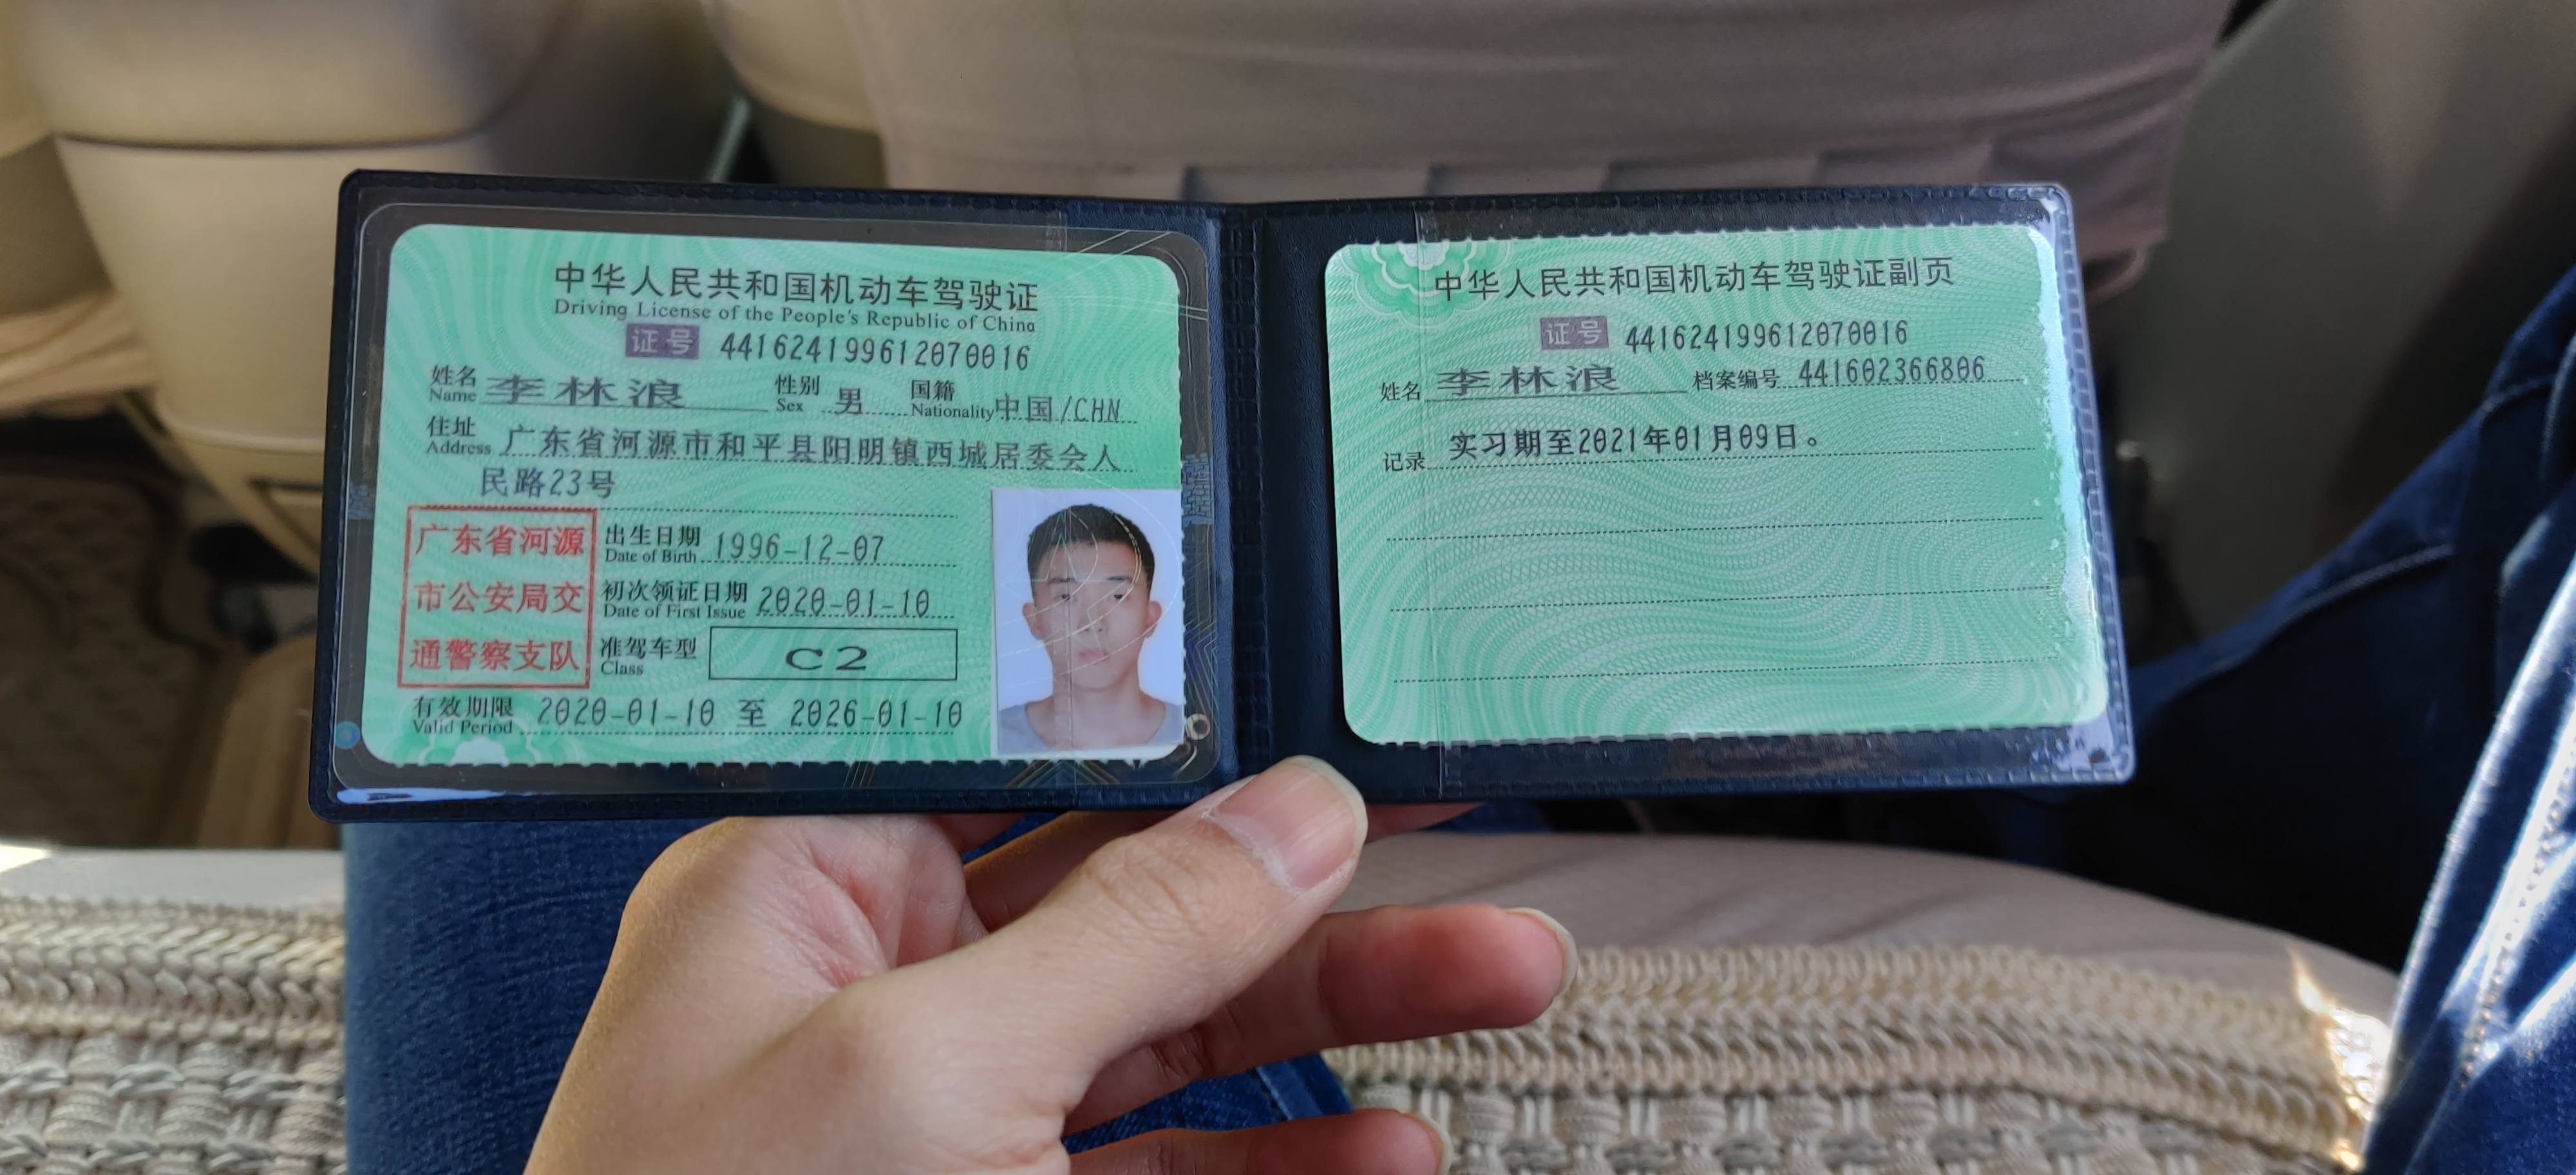 中华人民共和国机动车驾驶证
Driving License of the People's Republic of China
证号 441624199612070016
姓名 Name 李林浪 性别 Sex 男 国籍 Nationality 中国/CHN
住址 Address 广东省河源市和平县阳明镇西城居委会人
民路23号
广东省河源
市公安局交
通警察支队
出生日期 Date of Birth 1996-12-07
初次领证日期 Date of First Issue 2020-01-10
准驾车型 Class C2
有效期限 Valid Period 2020-01-10 至 2026-01-10
中华人民共和国机动车驾驶证副页
证号 441624199612070016
姓名 李林浪 档案编号 441602366806
记录 实习期至2021年01月09日。